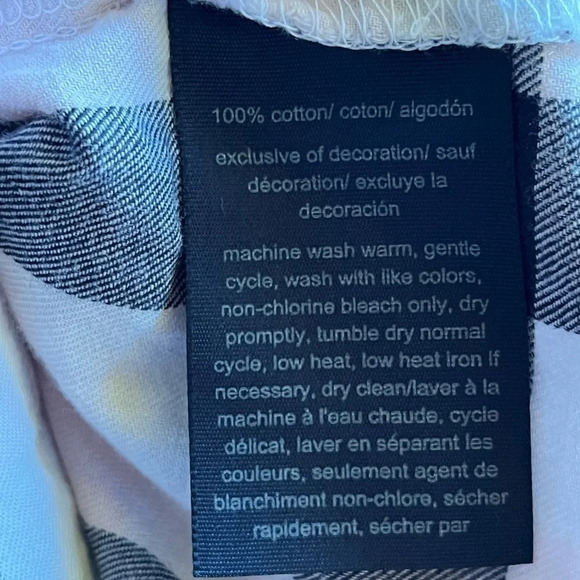 100% cotton/ coton/ algodón
exclusive of decoration/ sauf
décoration/ excluye la
decoración
machine wash warm, gentle
cycle, wash with like colors,
non-chlorine bleach only, dry
promptly, tumble dry normal
cycle, low heat, low heat iron if
necessary, dry clean/laver à la
machine à l'eau chaude, cycle
délicat, laver en séparant les
couleurs, seulement agent de
blanchiment non-chlore, sécher
rapidement, sécher par